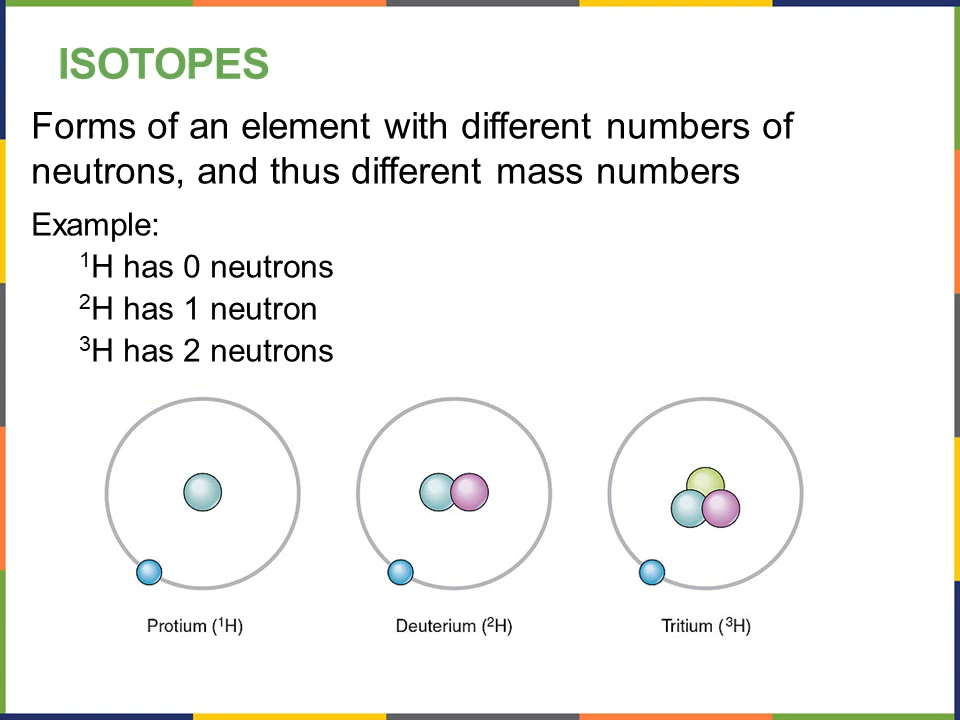 ISOTOPES
Forms of an element with different numbers of
neutrons, and thus different mass numbers
Example:
¹H has 0 neutrons
²H has 1 neutron
³H has 2 neutrons
Protium (¹H) Deuterium (²H) Tritium (³H)